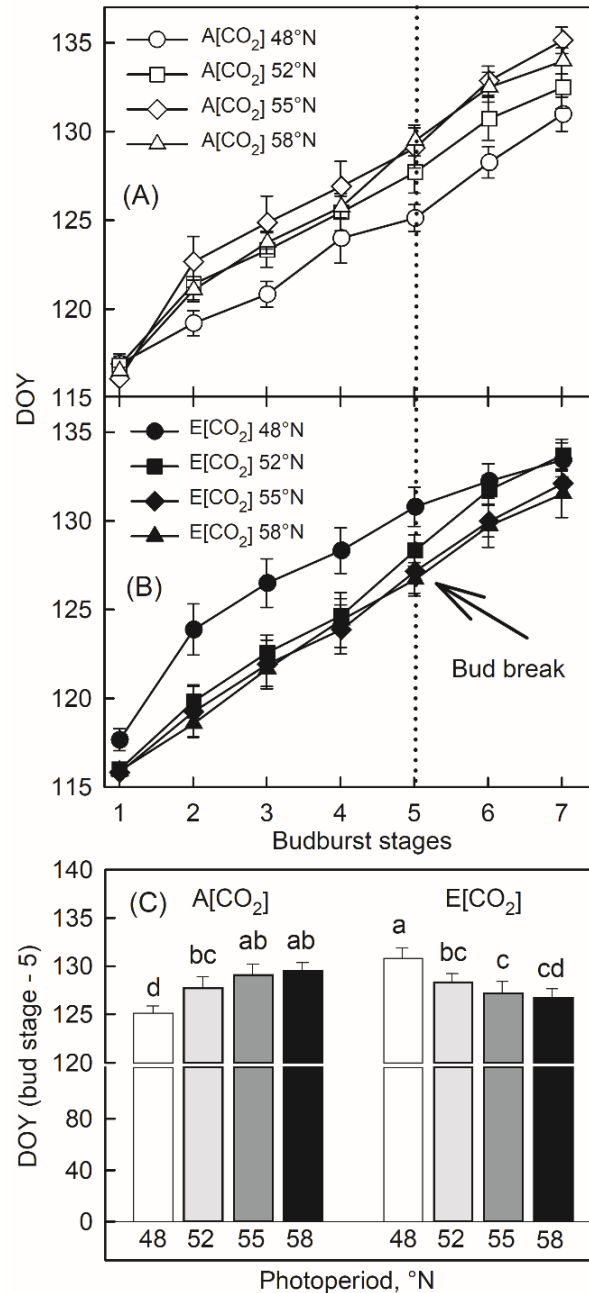 135
130
125
120
115
A[CO₂] 48°N
A[CO₂] 52°N
A[CO₂] 55°N
A[CO₂] 58°N
(A)
DOY
135
130
125
120
115
E[CO₂] 48°N
E[CO₂] 52°N
E[CO₂] 55°N
E[CO₂] 58°N
(B)
Bud break
1 2 3 4 5 6 7
Budburst stages
(C) A[CO₂] E[CO₂]
140
135
130
125
120
80
40
0
d bc ab ab a bc c cd
DOY (bud stage - 5)
48 52 55 58 48 52 55 58
Photoperiod, °N